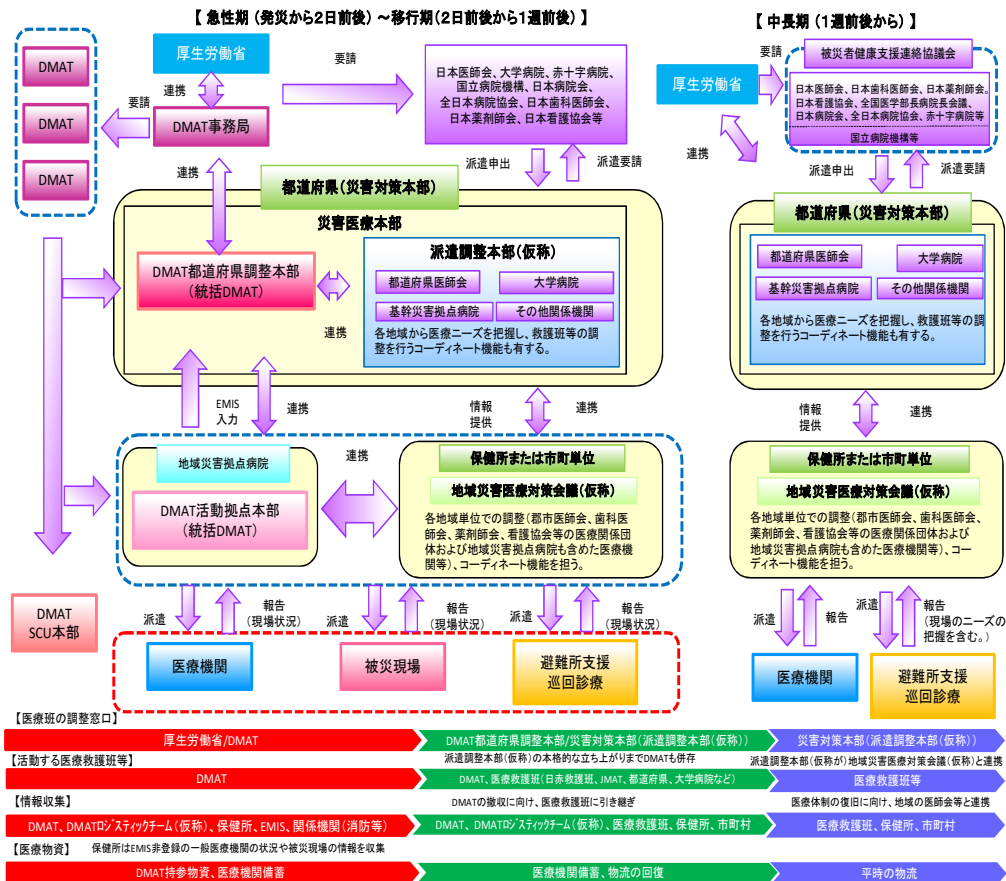 【 急性期 (発災から2日前後) ～移行期(2日前後から1週前後) 】
DMAT
DMAT
DMAT
要請
厚生労働省
連携
DMAT事務局
要請
日本医師会、大学病院、赤十字病院、
国立病院機構、日本病院会、
全日本病院協会、日本歯科医師会、
日本薬剤師会、日本看護協会等
連携
派遣申出
派遣要請
都道府県(災害対策本部)
災害医療本部
DMAT都道府県調整本部
(統括DMAT)
連携
派遣調整本部(仮称)
都道府県医師会
大学病院
基幹災害拠点病院
その他関係機関
各地域から医療ニーズを把握し、救護班等の調
整を行うコーディネート機能も有する。
EMIS
入力
連携
情報
提供
連携
地域災害拠点病院
DMAT活動拠点本部
(統括DMAT)
連携
保健所または市町単位
地域災害医療対策会議(仮称)
各地域単位での調整(郡市医師会、歯科医師
会、薬剤師会、看護協会等の医療関係団
体および地域災害拠点病院も含めた医療機
関等)、コーディネート機能を担う。
DMAT
SCU本部
派遣
報告
(現場状況)
派遣
報告
(現場状況)
派遣
報告
(現場状況)
医療機関
被災現場
避難所支援
巡回診療
【 中長期 (1週前後から) 】
厚生労働省
要請
被災者健康支援連絡協議会
日本医師会、日本歯科医師会、日本薬剤師会。
日本看護協会、全国医学部長病院長会議、
日本病院会、全日本病院協会、赤十字病院等
国立病院機構等
連携
派遣申出
派遣要請
都道府県(災害対策本部)
都道府県医師会
大学病院
基幹災害拠点病院
その他関係機関
各地域から医療ニーズを把握し、救護班等の調
整を行うコーディネート機能も有する。
情報
提供
連携
保健所または市町単位
地域災害医療対策会議(仮称)
各地域単位での調整(郡市医師会、歯科医師会、
薬剤師会、看護協会等の医療関係団体および
地域災害拠点病院も含めた医療機関等)、コー
ディネート機能を担う。
派遣
報告
派遣
報告
(現場のニーズの
把握を含む。)
医療機関
避難所支援
巡回診療
【医療班の調整窓口】
厚生労働省/DMAT
DMAT都道府県調整本部/災害対策本部(派遣調整本部(仮称))
災害対策本部(派遣調整本部(仮称))
【活動する医療救護班等】
派遣調整本部(仮称)の本格的な立ち上がりまでDMATも併存
派遣調整本部(仮称が)地域災害医療対策会議(仮称)と連携
DMAT
DMAT、医療救護班(日赤救護班、JMAT、都道府県、大学病院など)
医療救護班等
【情報収集】
DMATの撤収に向け、医療救護班に引き継ぎ
医療体制の復旧に向け、地域の医師会等と連携
DMAT、DMATロジスティックチーム(仮称)、保健所、EMIS、関係機関(消防等)
DMAT、DMATロジスティックチーム(仮称)、医療救護班、保健所、市町村
医療救護班、保健所、市町村
【医療物資】
保健所はEMIS非登録の一般医療機関の状況や被災現場の情報を収集
DMAT持参物資、医療機関備蓄
医療機関備蓄、物流の回復
平時の物流